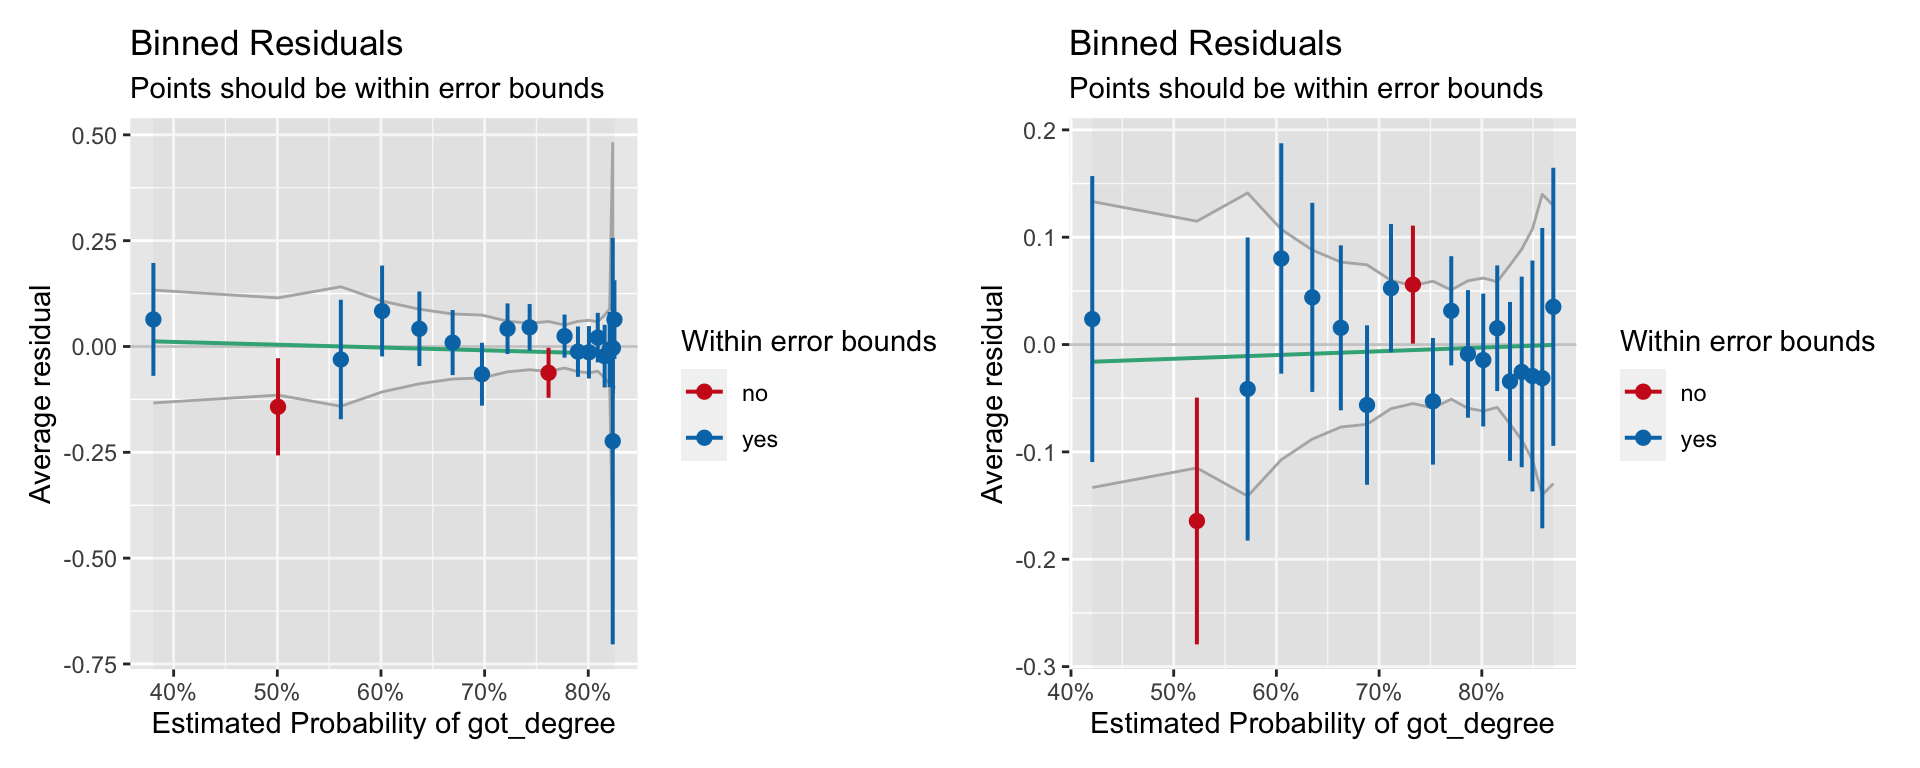 Binned Residuals
Points should be within error bounds
0.50
0.25
0.00
-0.25
-0.50
-0.75
Average residual
40% 50% 60% 70% 80%
Estimated Probability of got_degree
Within error bounds
no
yes
Binned Residuals
Points should be within error bounds
0.2
0.1
0.0
-0.1
-0.2
-0.3
Average residual
40% 50% 60% 70% 80%
Estimated Probability of got_degree
Within error bounds
no
yes